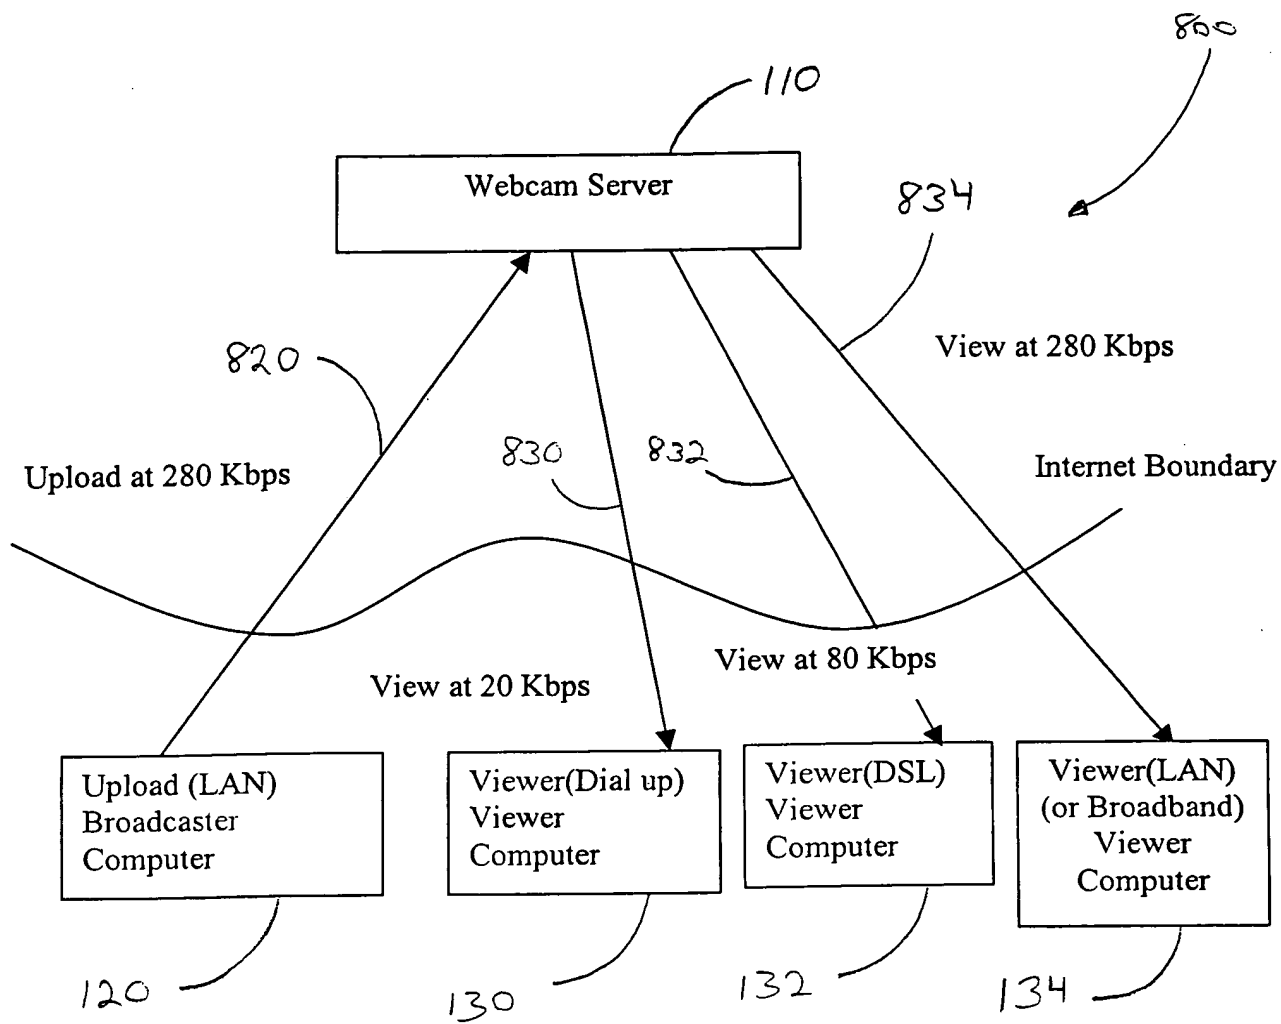 800
110
Webcam Server
834
View at 280 Kbps
820
830
832
Upload at 280 Kbps
Internet Boundary
View at 20 Kbps
View at 80 Kbps
Upload (LAN)
Broadcaster
Computer
Viewer(Dial up)
Viewer
Computer
Viewer(DSL)
Viewer
Computer
Viewer(LAN)
(or Broadband)
Viewer
Computer
120
130
132
134